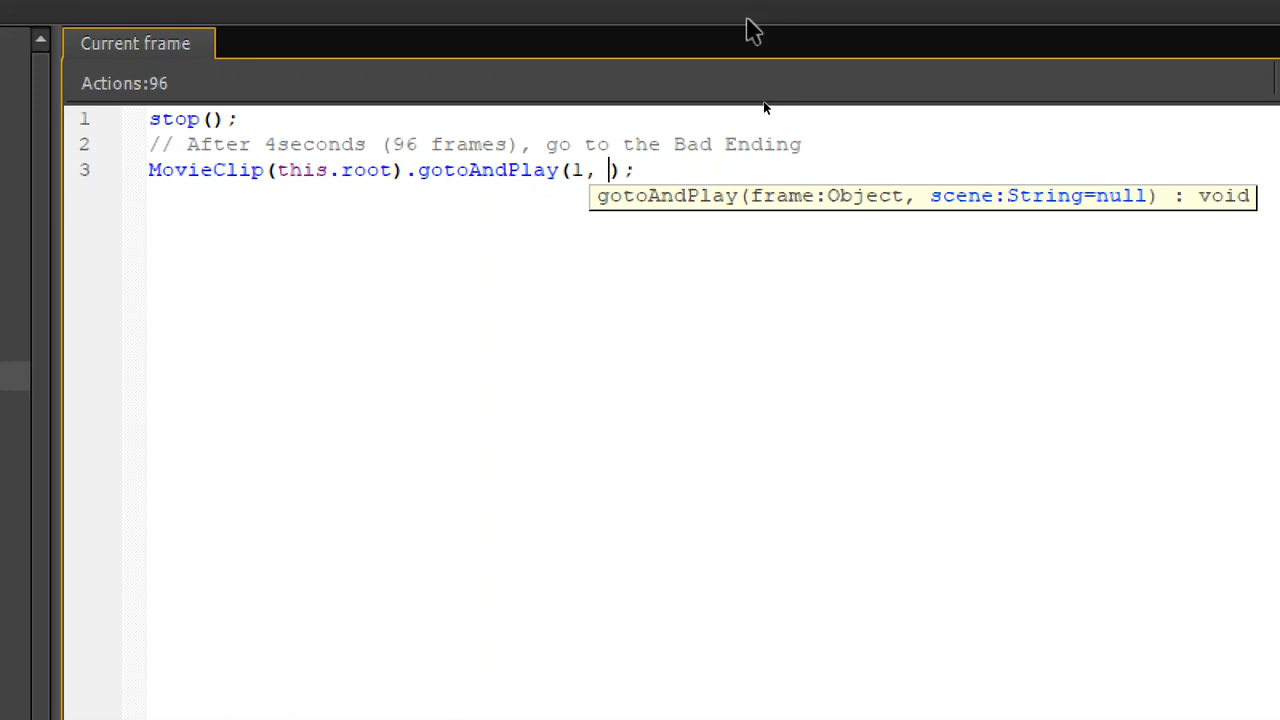 Current frame
Actions:96
1 stop();
2 // After 4seconds (96 frames), go to the Bad Ending
3 MovieClip(this.root).gotoAndPlay(1, );
gotoAndPlay(frame:Object, scene:String=null) : void